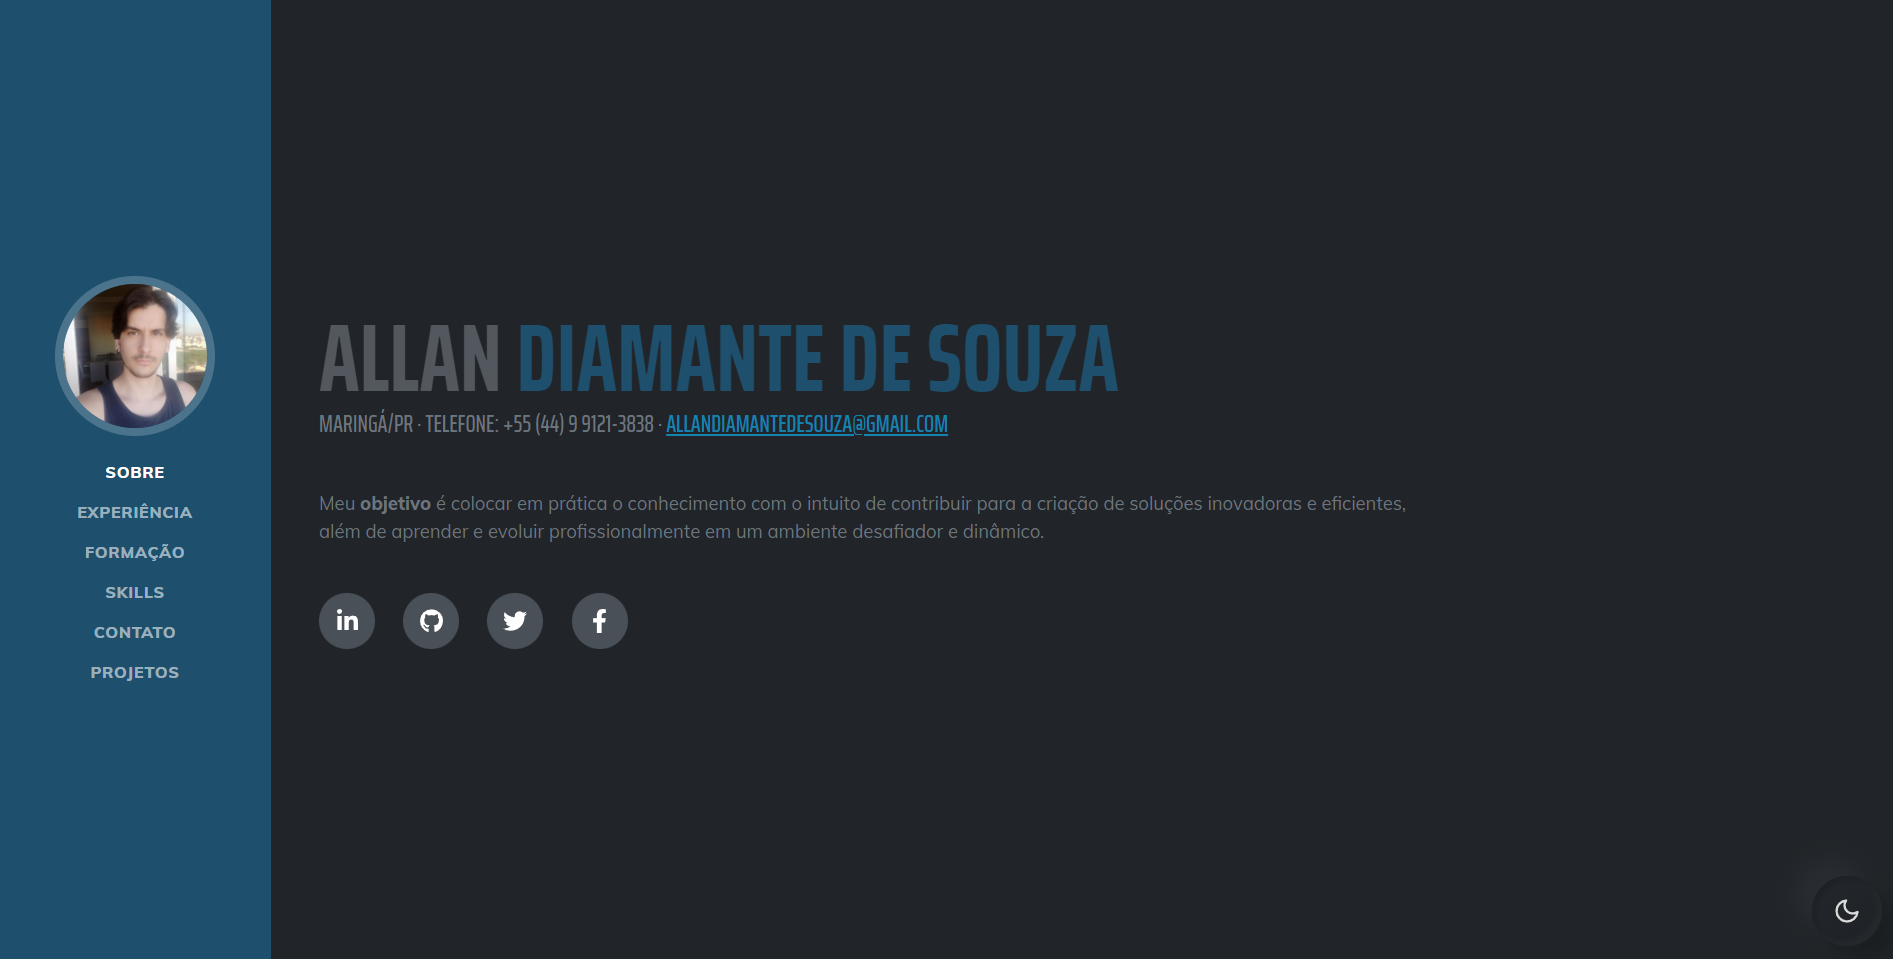 SOBRE
EXPERIÊNCIA
FORMAÇÃO
SKILLS
CONTATO
PROJETOS
ALLAN DIAMANTE DE SOUZA
MARINGÁ/PR · TELEFONE: +55 (44) 9 9121-3838 · ALLANDIAMANTEDESOUZA@GMAIL.COM
Meu objetivo é colocar em prática o conhecimento com o intuito de contribuir para a criação de soluções inovadoras e eficientes,
além de aprender e evoluir profissionalmente em um ambiente desafiador e dinâmico.